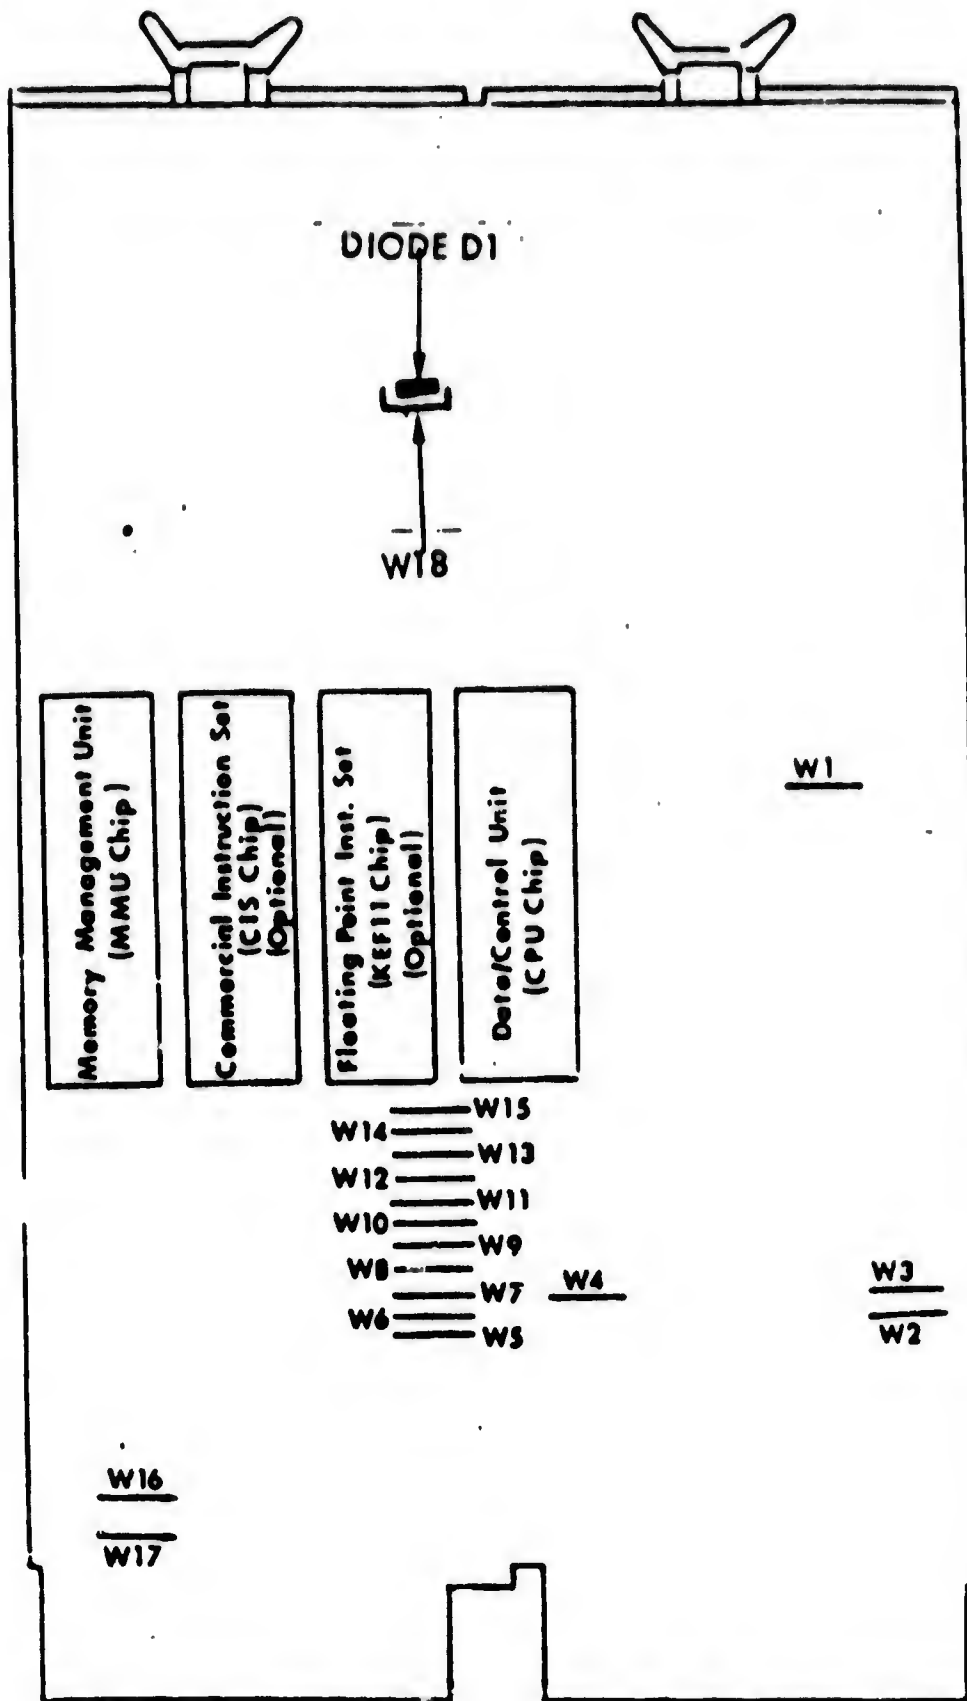 DIODE D1
W18
Memory Management Unit
(MMU Chip)
Commercial Instruction Set
(CIS Chip)
(Optional)
Floating Point Inst. Set
(KEF11 Chip)
(Optional)
Data/Control Unit
(CPU Chip)
W1
W15
W14
W13
W12
W11
W10
W9
W8
W7
W6
W5
W4
W3
W2
W16
W17